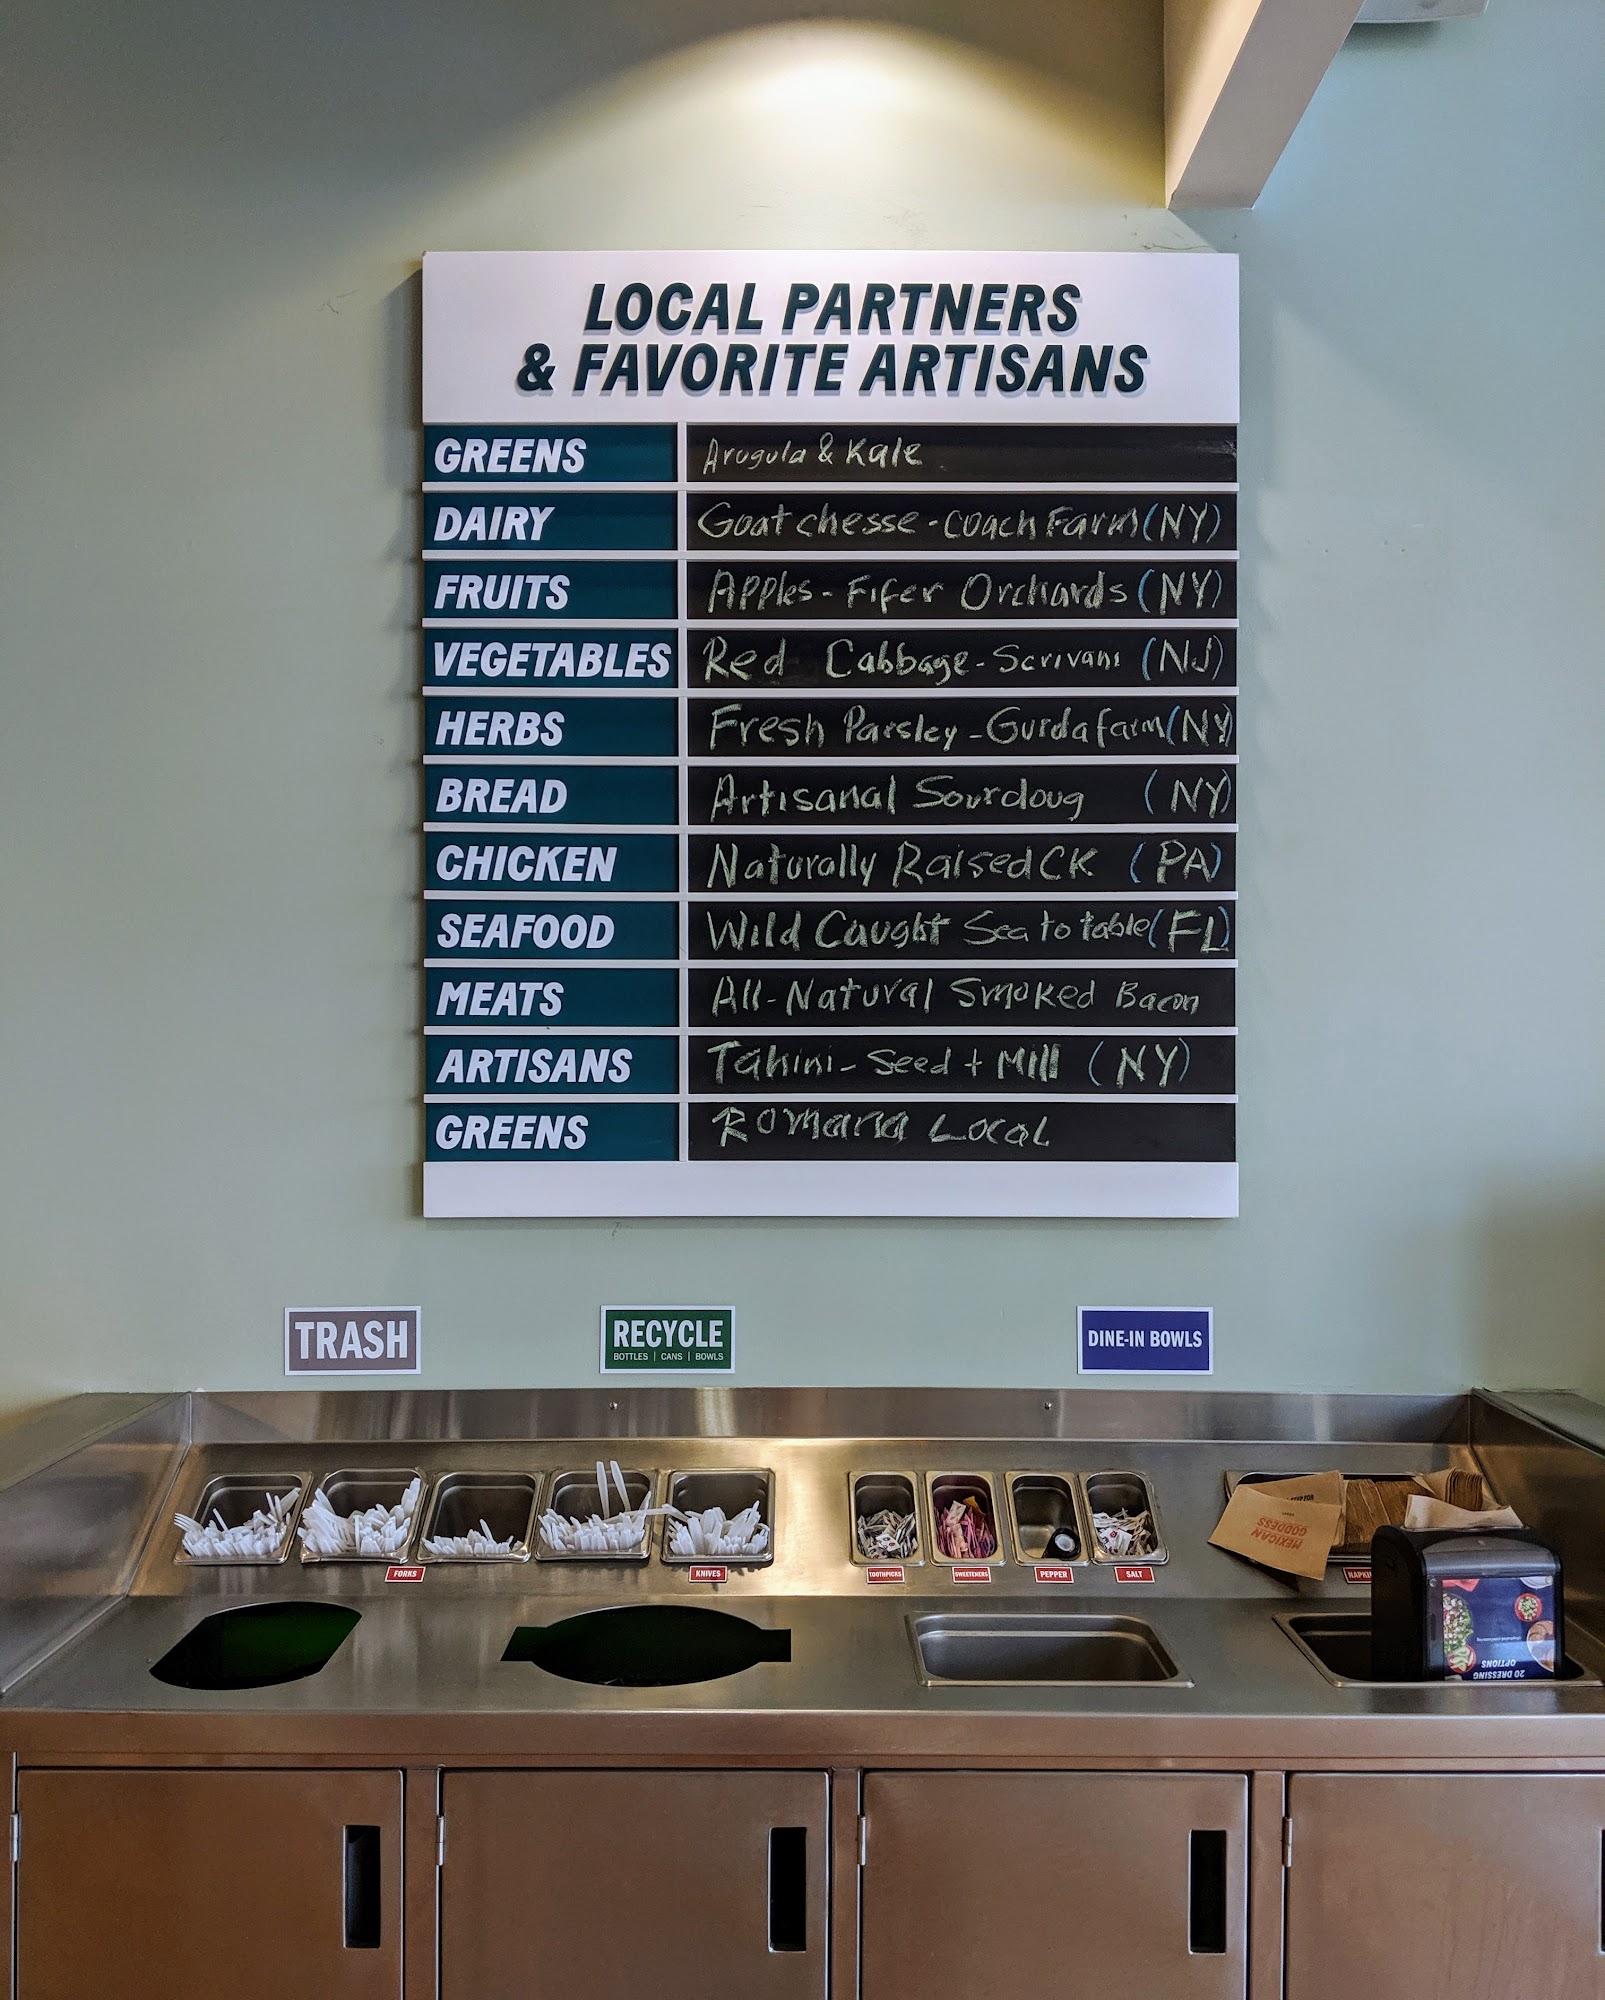 LOCAL PARTNERS
& FAVORITE ARTISANS
GREENS Arugula & Kale
DAIRY Goat chesse - Coach Farm (NY)
FRUITS Apples - Fifer Orchards (NY)
VEGETABLES Red Cabbage - Scrivani (NJ)
HERBS Fresh Parsley - Gurda farm (NY)
BREAD Artisanal Sourdoug (NY)
CHICKEN Naturally Raised CK (PA)
SEAFOOD Wild Caught Sea to table (FL)
MEATS All-Natural Smoked Bacon
ARTISANS Tahini - Seed + Mill (NY)
GREENS Romana Local
TRASH
RECYCLE
BOTTLES | CANS | BOWLS
DINE-IN BOWLS
MEXICAN
GODDESS
FORKS
KNIVES
TOOTHPICKS
SWEETENERS
PEPPER
SALT
20 DRESSING
OPTIONS